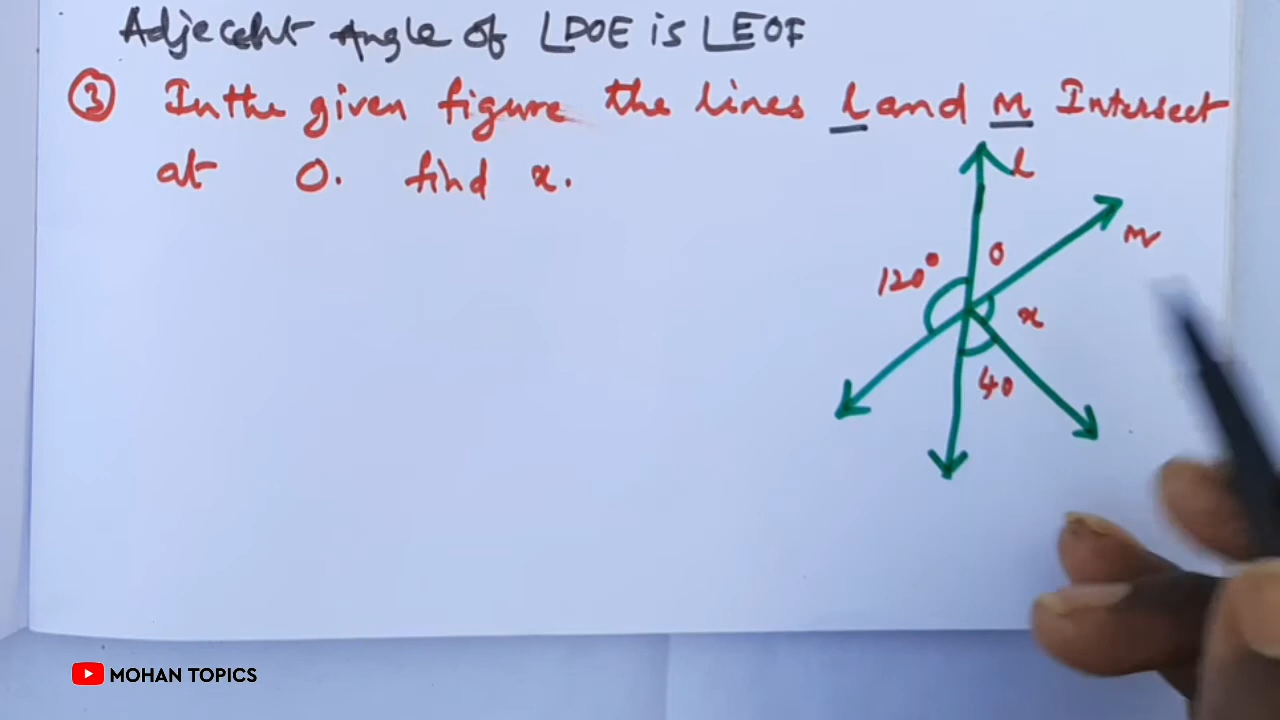 Adjecent Angle of ∠DOE is ∠EOF
③ In the given figure the lines l and m Intersect
at O. find x.
l
m
O
120°
x
40
MOHAN TOPICS